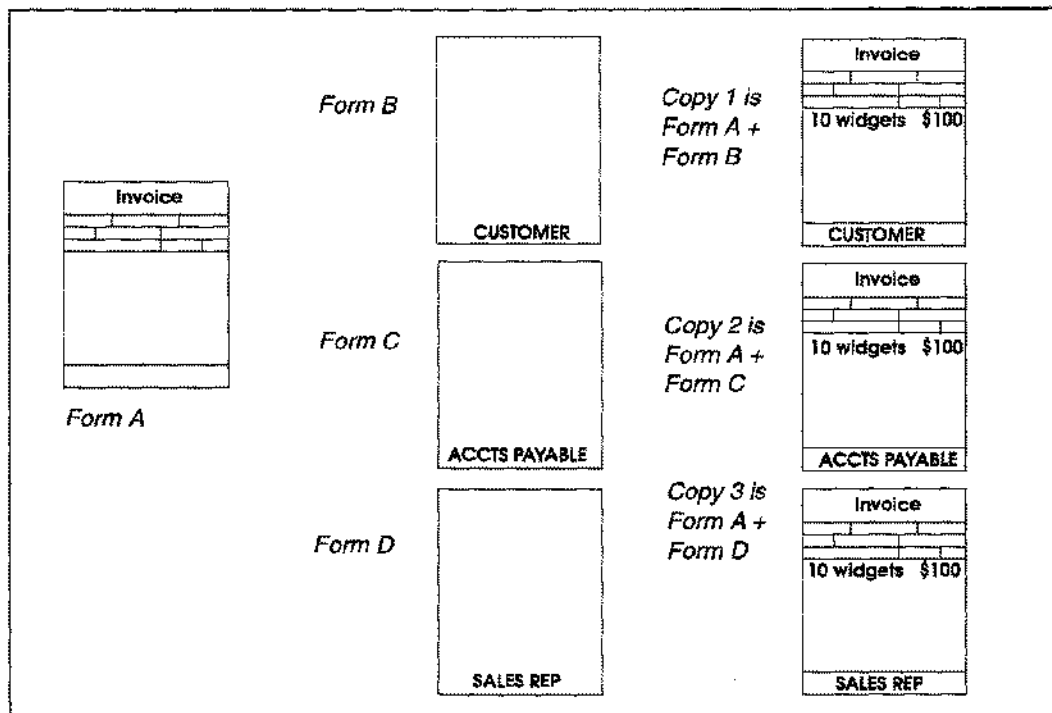 Invoice
Form A
Form B
CUSTOMER
Form C
ACCTS PAYABLE
Form D
SALES REP
Copy 1 is
Form A +
Form B
Invoice
10 widgets $100
CUSTOMER
Copy 2 is
Form A +
Form C
Invoice
10 widgets $100
ACCTS PAYABLE
Copy 3 is
Form A +
Form D
Invoice
10 widgets $100
SALES REP